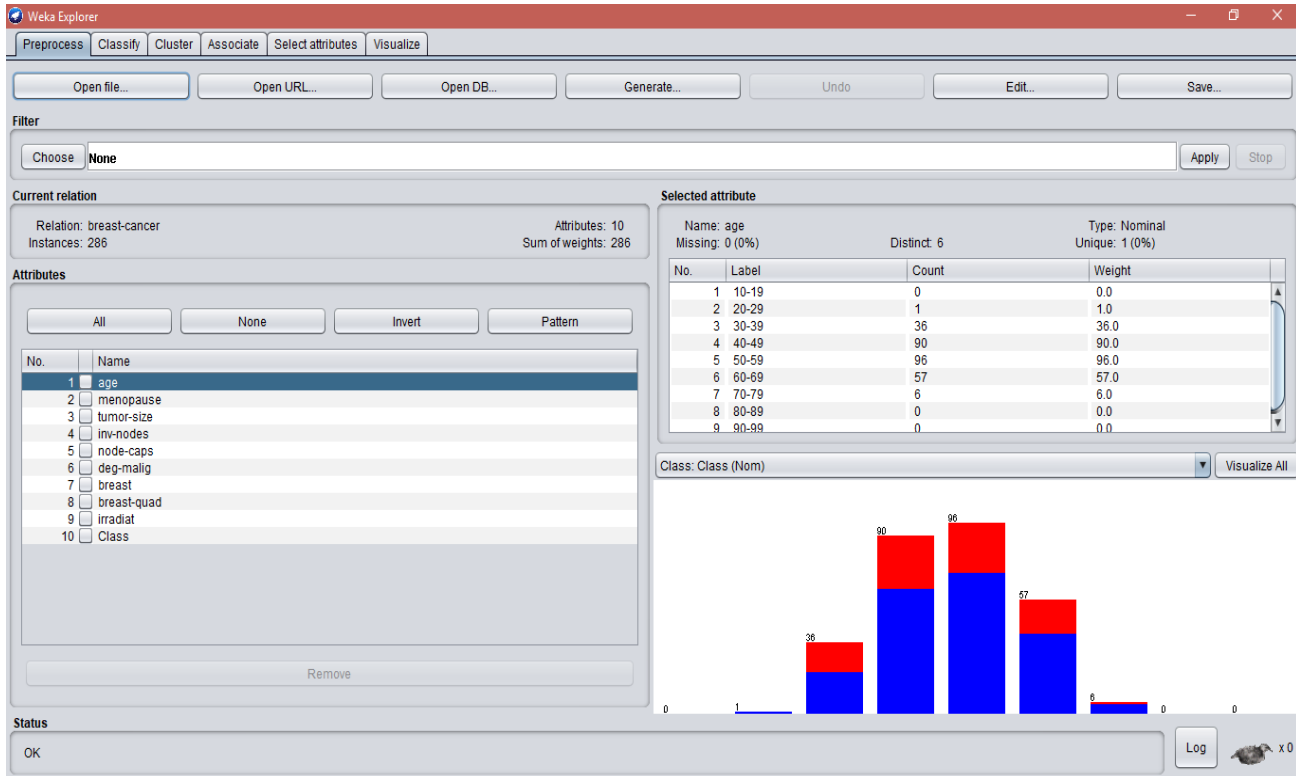 Weka Explorer
Preprocess Classify Cluster Associate Select attributes Visualize
Open file... Open URL... Open DB... Generate... Undo Edit... Save...
Filter
Choose None Apply Stop
Current relation
Relation: breast-cancer Attributes: 10
Instances: 286 Sum of weights: 286
Attributes
All None Invert Pattern
No. Name
1 age
2 menopause
3 tumor-size
4 inv-nodes
5 node-caps
6 deg-malig
7 breast
8 breast-quad
9 irradiat
10 Class
Remove
Selected attribute
Name: age Type: Nominal
Missing: 0 (0%) Distinct: 6 Unique: 1 (0%)
No. Label Count Weight
1 10-19 0 0.0
2 20-29 1 1.0
3 30-39 36 36.0
4 40-49 90 90.0
5 50-59 96 96.0
6 60-69 57 57.0
7 70-79 6 6.0
8 80-89 0 0.0
9 90-99 0 0.0
Class: Class (Nom) Visualize All
0 1 36 90 96 57 6 0 0
Status
OK Log x 0